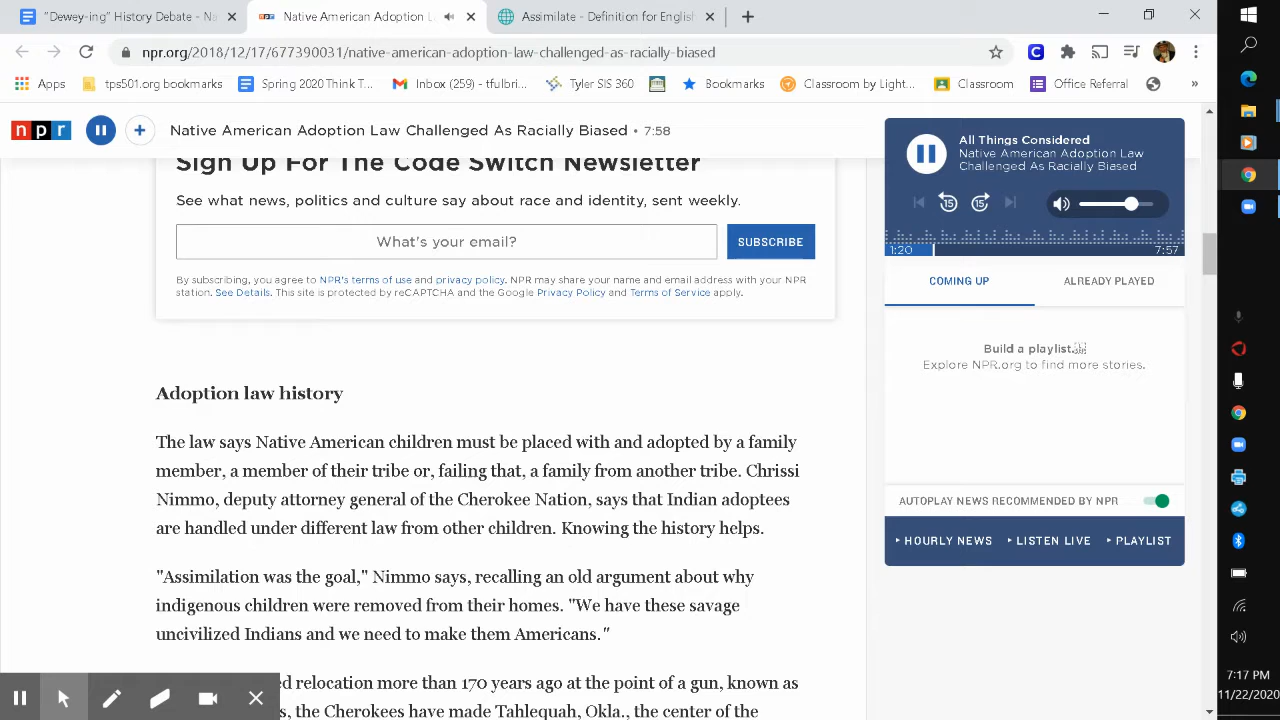 "Dewey-ing" History Debate - N
Native American Adoption L
Assimilate - Definition for English
npr.org/2018/12/17/677390031/native-american-adoption-law-challenged-as-racially-biased
Apps
tps501.org bookmarks
Spring 2020 Think T...
Inbox (259) - tfulbri...
Tyler SIS 360
Bookmarks
Classroom by Light...
Classroom
Office Referral
»
npr
Native American Adoption Law Challenged As Racially Biased • 7:58
Sign Up For The Code Switch Newsletter
See what news, politics and culture say about race and identity, sent weekly.
What's your email?
SUBSCRIBE
By subscribing, you agree to NPR's terms of use and privacy policy. NPR may share your name and email address with your NPR
station. See Details. This site is protected by reCAPTCHA and the Google Privacy Policy and Terms of Service apply.
Adoption law history
The law says Native American children must be placed with and adopted by a family
member, a member of their tribe or, failing that, a family from another tribe. Chrissi
Nimmo, deputy attorney general of the Cherokee Nation, says that Indian adoptees
are handled under different law from other children. Knowing the history helps.
"Assimilation was the goal," Nimmo says, recalling an old argument about why
indigenous children were removed from their homes. "We have these savage
uncivilized Indians and we need to make them Americans."
ed relocation more than 170 years ago at the point of a gun, known as
s, the Cherokees have made Tahlequah, Okla., the center of the
All Things Considered
Native American Adoption Law
Challenged As Racially Biased
15
15
1:20
7:57
COMING UP
ALREADY PLAYED
Build a playlist.
Explore NPR.org to find more stories.
AUTOPLAY NEWS RECOMMENDED BY NPR
HOURLY NEWS
LISTEN LIVE
PLAYLIST
7:17 PM
11/22/2020